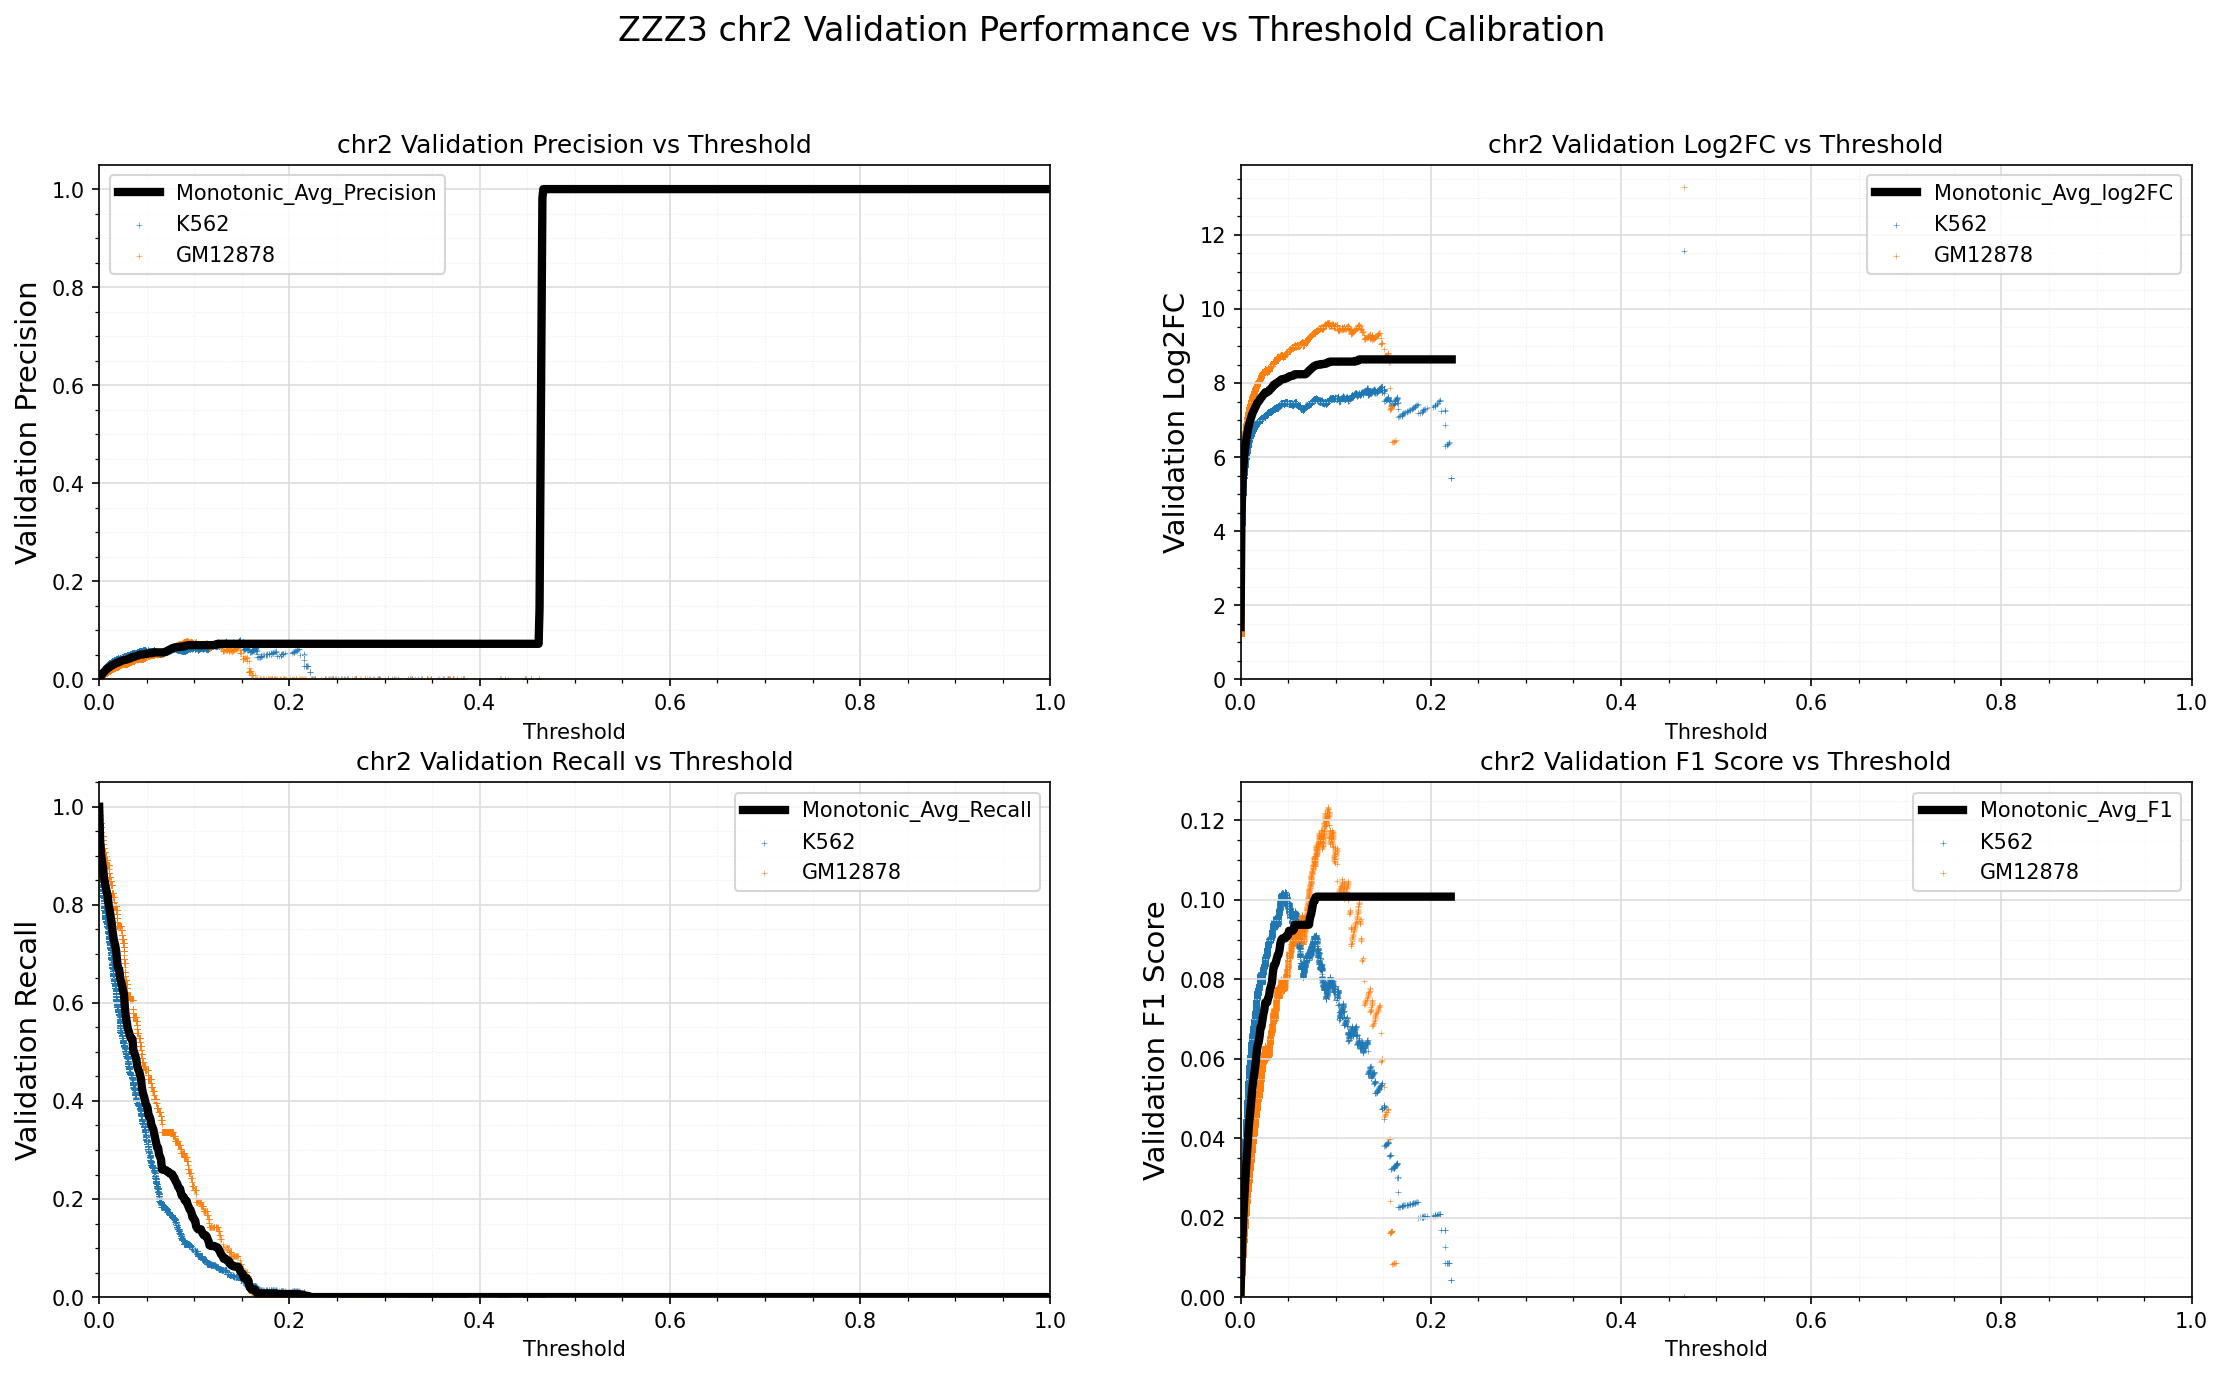 ZZZ3 chr2 Validation Performance vs Threshold Calibration
chr2 Validation Precision vs Threshold
Validation Precision
1.0
0.8
0.6
0.4
0.2
0.0
Monotonic_Avg_Precision
K562
GM12878
0.0 0.2 0.4 0.6 0.8 1.0
Threshold
chr2 Validation Log2FC vs Threshold
Validation Log2FC
12
10
8
6
4
2
0
Monotonic_Avg_log2FC
K562
GM12878
0.0 0.2 0.4 0.6 0.8 1.0
Threshold
chr2 Validation Recall vs Threshold
Validation Recall
1.0
0.8
0.6
0.4
0.2
0.0
Monotonic_Avg_Recall
K562
GM12878
0.0 0.2 0.4 0.6 0.8 1.0
Threshold
chr2 Validation F1 Score vs Threshold
Validation F1 Score
0.12
0.10
0.08
0.06
0.04
0.02
0.00
Monotonic_Avg_F1
K562
GM12878
0.0 0.2 0.4 0.6 0.8 1.0
Threshold